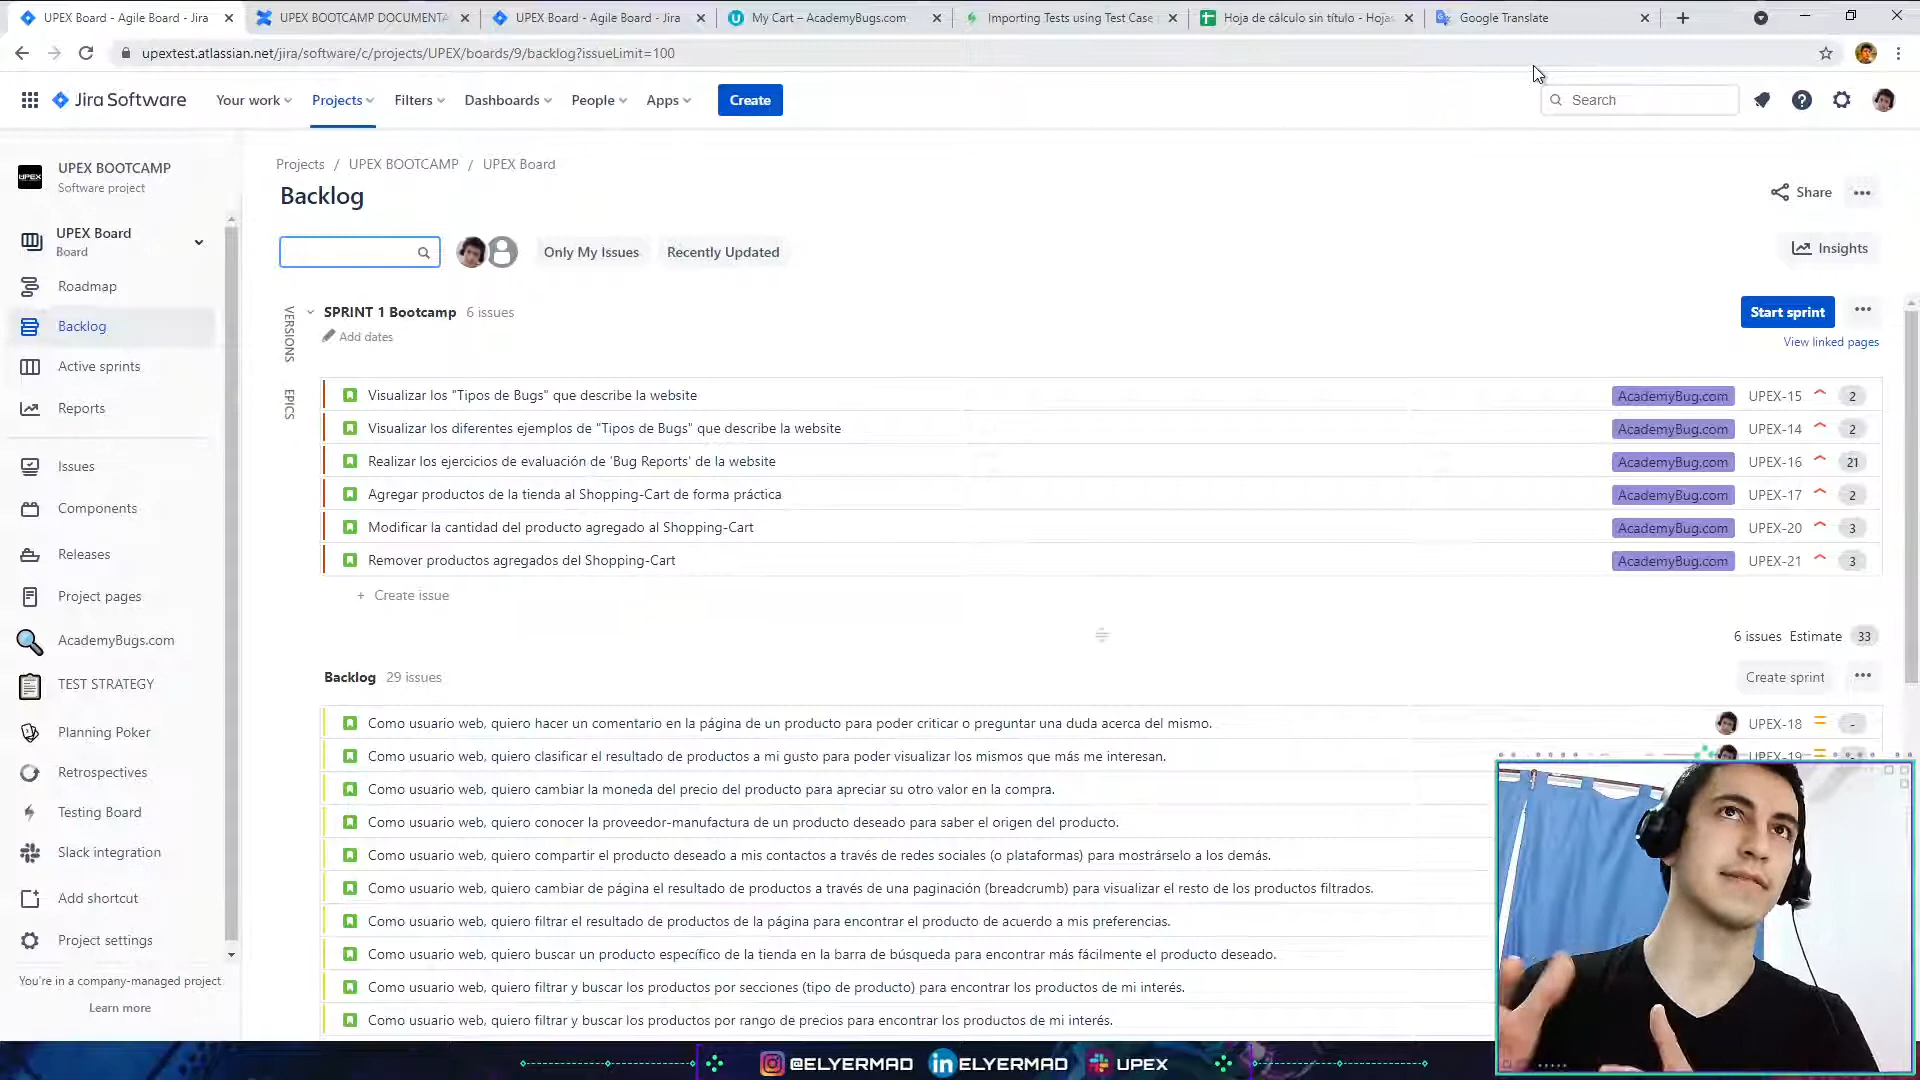 UPEX Board - Agile Board - Jira
UPEX BOOTCAMP DOCUMENTA
UPEX Board - Agile Board - Jira
My Cart – AcademyBugs.com
Importing Tests using Test Case
Hoja de cálculo sin título - Hojas
Google Translate
upextest.atlassian.net/jira/software/c/projects/UPEX/boards/9/backlog?issueLimit=100
Jira Software
Your work
Projects
Filters
Dashboards
People
Apps
Create
Search
UPEX
UPEX BOOTCAMP
Software project
UPEX Board
Board
Roadmap
Backlog
Active sprints
Reports
Issues
Components
Releases
Project pages
AcademyBugs.com
TEST STRATEGY
Planning Poker
Retrospectives
Testing Board
Slack integration
Add shortcut
Project settings
You're in a company-managed project
Learn more
Projects / UPEX BOOTCAMP / UPEX Board
Backlog
Share
Only My Issues
Recently Updated
Insights
VERSIONS
EPICS
SPRINT 1 Bootcamp 6 issues
Add dates
Start sprint
View linked pages
Visualizar los "Tipos de Bugs" que describe la website AcademyBug.com UPEX-15 2
Visualizar los diferentes ejemplos de "Tipos de Bugs" que describe la website AcademyBug.com UPEX-14 2
Realizar los ejercicios de evaluación de 'Bug Reports' de la website AcademyBug.com UPEX-16 21
Agregar productos de la tienda al Shopping-Cart de forma práctica AcademyBug.com UPEX-17 2
Modificar la cantidad del producto agregado al Shopping-Cart AcademyBug.com UPEX-20 3
Remover productos agregados del Shopping-Cart AcademyBug.com UPEX-21 3
+ Create issue
6 issues Estimate 33
Backlog 29 issues
Create sprint
Como usuario web, quiero hacer un comentario en la página de un producto para poder criticar o preguntar una duda acerca del mismo. UPEX-18 -
Como usuario web, quiero clasificar el resultado de productos a mi gusto para poder visualizar los mismos que más me interesan. UPEX-19
Como usuario web, quiero cambiar la moneda del precio del producto para apreciar su otro valor en la compra.
Como usuario web, quiero conocer la proveedor-manufactura de un producto deseado para saber el origen del producto.
Como usuario web, quiero compartir el producto deseado a mis contactos a través de redes sociales (o plataformas) para mostrárselo a los demás.
Como usuario web, quiero cambiar de página el resultado de productos a través de una paginación (breadcrumb) para visualizar el resto de los productos filtrados.
Como usuario web, quiero filtrar el resultado de productos de la página para encontrar el producto de acuerdo a mis preferencias.
Como usuario web, quiero buscar un producto específico de la tienda en la barra de búsqueda para encontrar más fácilmente el producto deseado.
Como usuario web, quiero filtrar y buscar los productos por secciones (tipo de producto) para encontrar los productos de mi interés.
Como usuario web, quiero filtrar y buscar los productos por rango de precios para encontrar los productos de mi interés.
@ELYERMAD
in ELYERMAD
UPEX